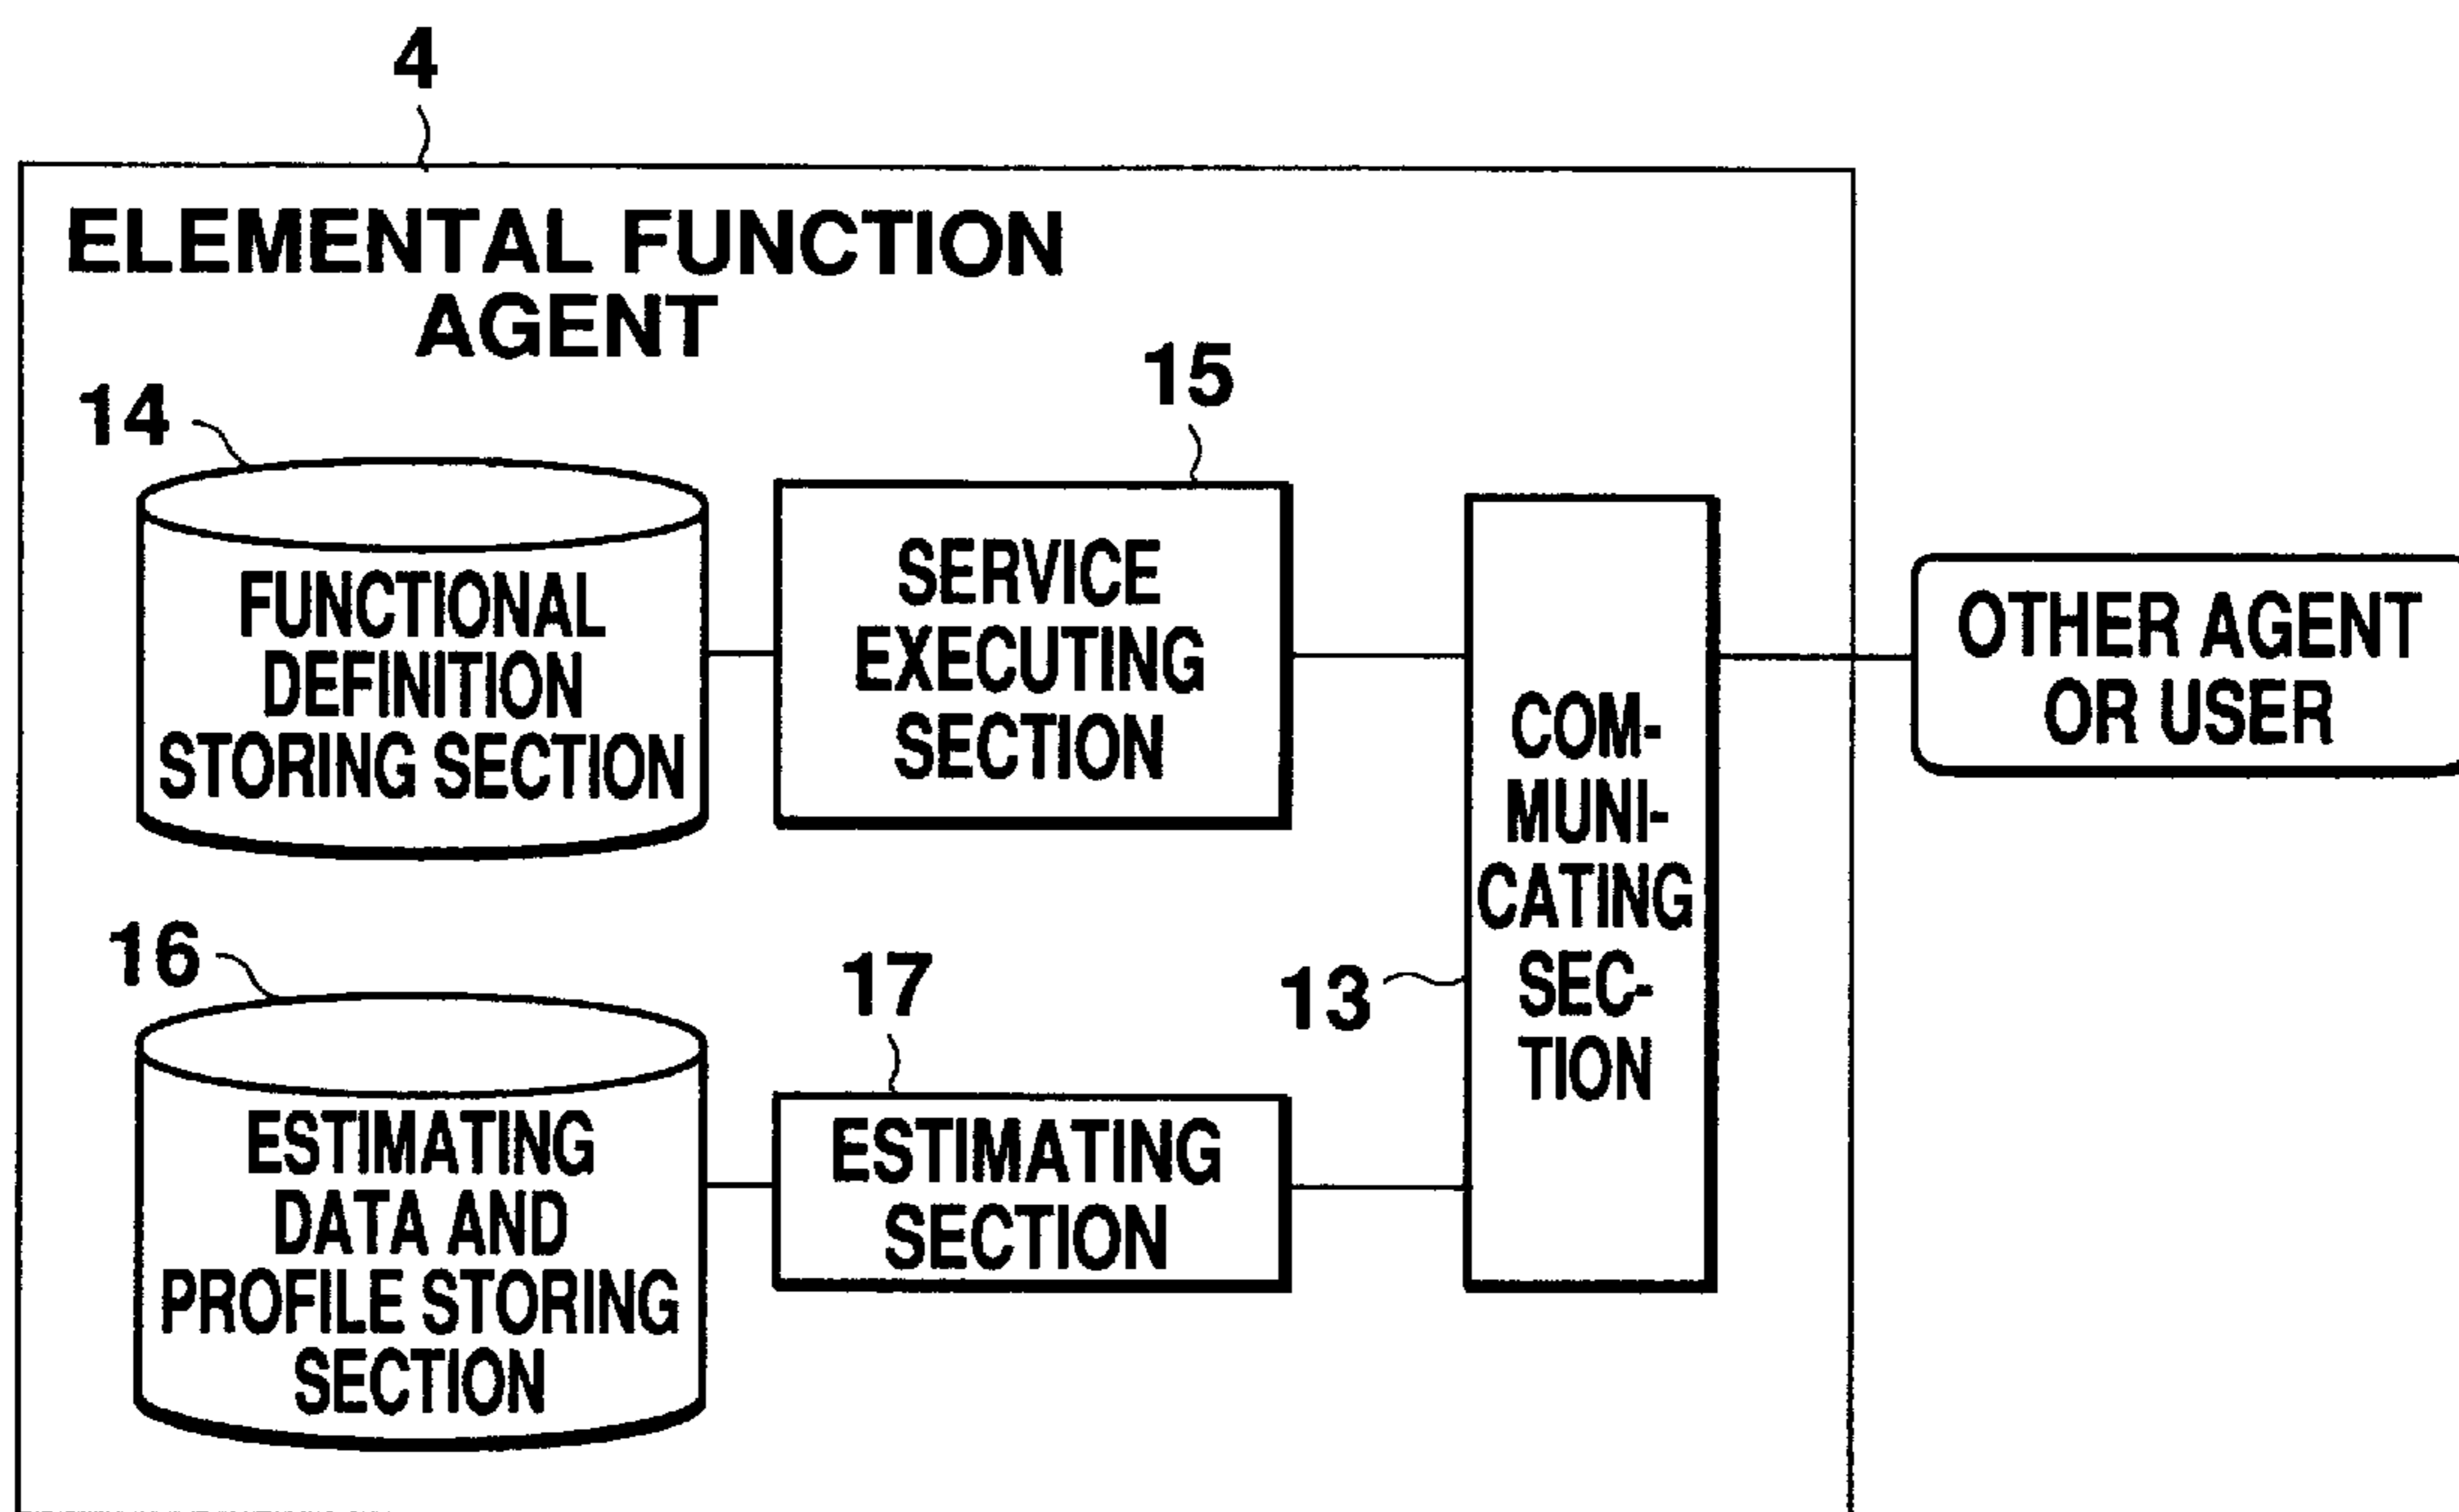 4
ELEMENTAL FUNCTION
AGENT
14
FUNCTIONAL
DEFINITION
STORING SECTION
15
SERVICE
EXECUTING
SECTION
13
COM-
MUNI-
CATING
SEC-
TION
OTHER AGENT
OR USER
16
ESTIMATING
DATA AND
PROFILE STORING
SECTION
17
ESTIMATING
SECTION